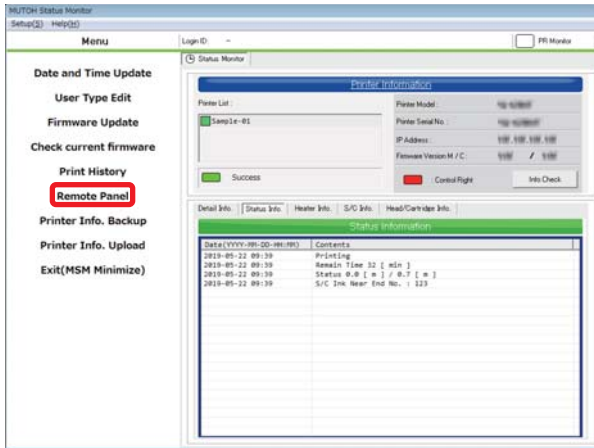 MUTOH Status Monitor
Setup(S) Help(H)
Menu
Login ID: -
PR Monitor
Status Monitor
Date and Time Update
User Type Edit
Firmware Update
Check current firmware
Print History
Remote Panel
Printer Info. Backup
Printer Info. Upload
Exit(MSM Minimize)
Printer Information
Printer List :
Sample-01
Success
Printer Model :
Printer Serial No. :
IP Address :
Firmware Version M / C : /
: Control Right
Info Check
Detail Info. Status Info. Heater Info. S/C Info. Head/Cartridge Info.
Status Information
Date(YYYY-MM-DD-HH:MM) Contents
2019-05-22 09:39 Printing
2019-05-22 09:39 Remain Time 32 [ min ]
2019-05-22 09:39 Status 0.0 [ m ] / 0.7 [ m ]
2019-05-22 09:39 S/C Ink Near End No. : 123